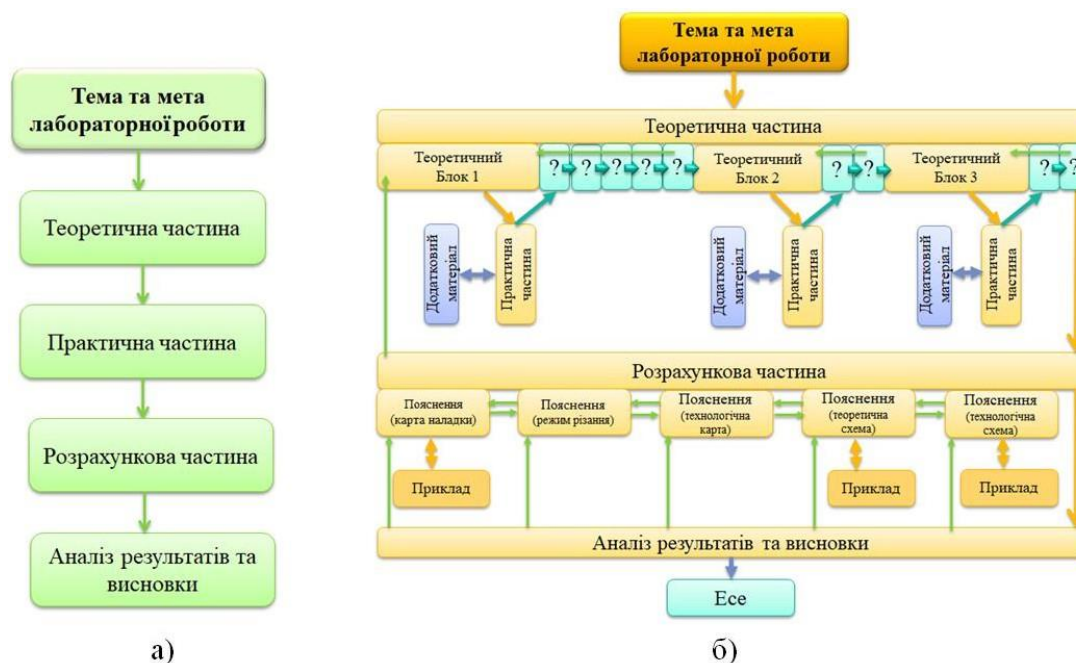 Тема та мета
лабораторної роботи
Теоретична частина
Практична частина
Розрахункова частина
Аналіз результатів та
висновки
а)
Тема та мета
лабораторної роботи
Теоретична частина
Теоретичний
Блок 1
? ? ? ? ?
Теоретичний
Блок 2
? ?
Теоретичний
Блок 3
? ?
Додатковий
матеріал
Практична
частина
Додатковий
матеріал
Практична
частина
Додатковий
матеріал
Практична
частина
Розрахункова частина
Пояснення
(карта наладки)
Пояснення
(режим різання)
Пояснення
(технологічна
карта)
Пояснення
(теоретична
схема)
Пояснення
(технологічна
схема)
Приклад
Приклад
Приклад
Аналіз результатів та висновки
Есе
б)